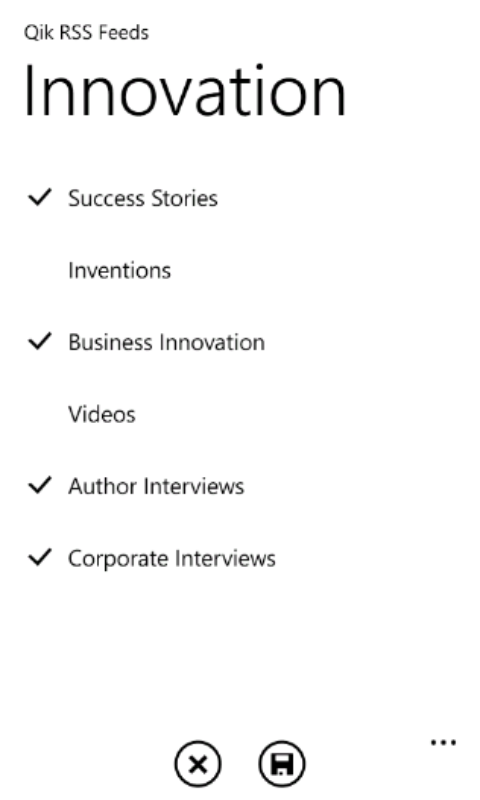 Qik RSS Feeds
Innovation
Success Stories
Inventions
Business Innovation
Videos
Author Interviews
Corporate Interviews